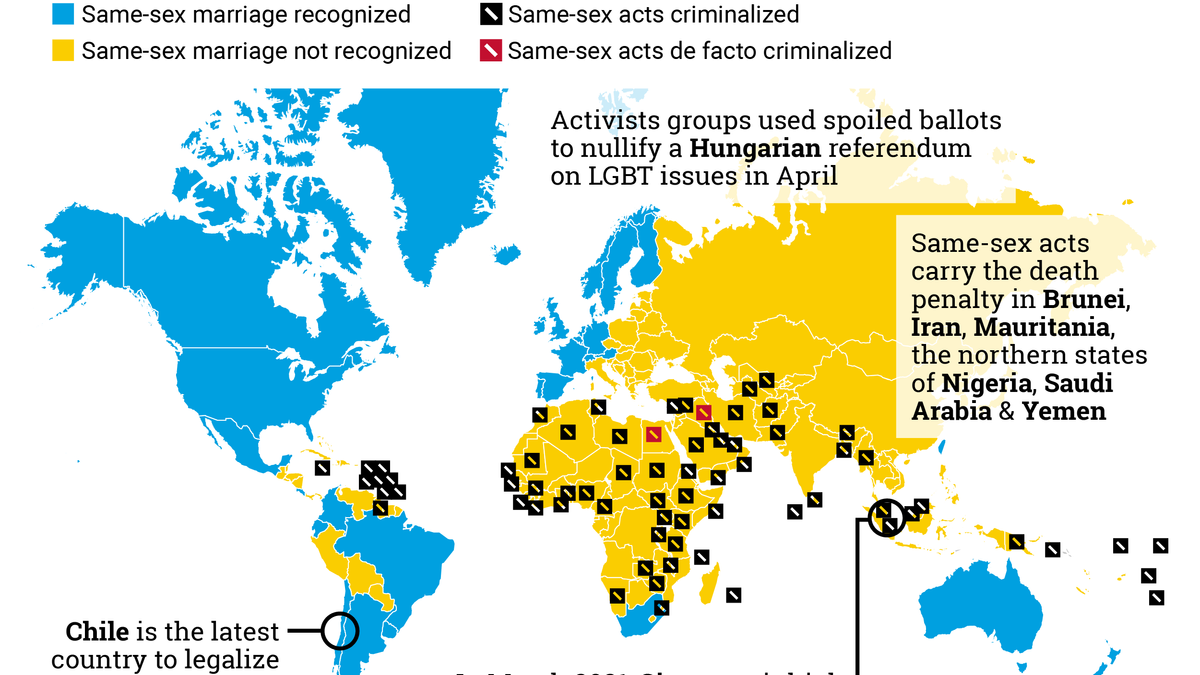 Same-sex marriage recognized
Same-sex acts criminalized
Same-sex marriage not recognized
Same-sex acts de facto criminalized
Activists groups used spoiled ballots
to nullify a Hungarian referendum
on LGBT issues in April
Same-sex acts
carry the death
penalty in Brunei,
Iran, Mauritania,
the northern states
of Nigeria, Saudi
Arabia & Yemen
Chile is the latest
country to legalize